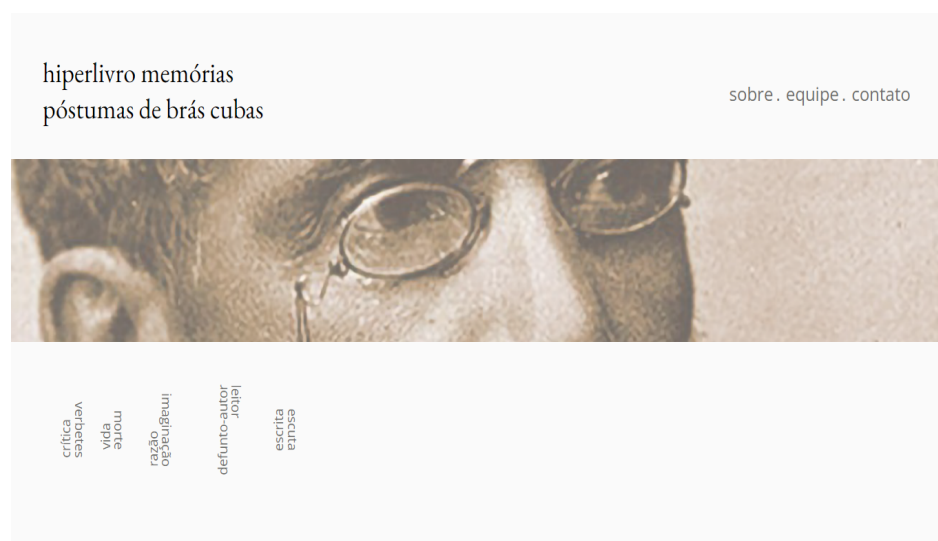 hiperlivro memórias
póstumas de brás cubas
sobre . equipe . contato
crítica
verbetes
vida
morte
razão
imaginação
defunto-autor
leitor
escrita
escuta